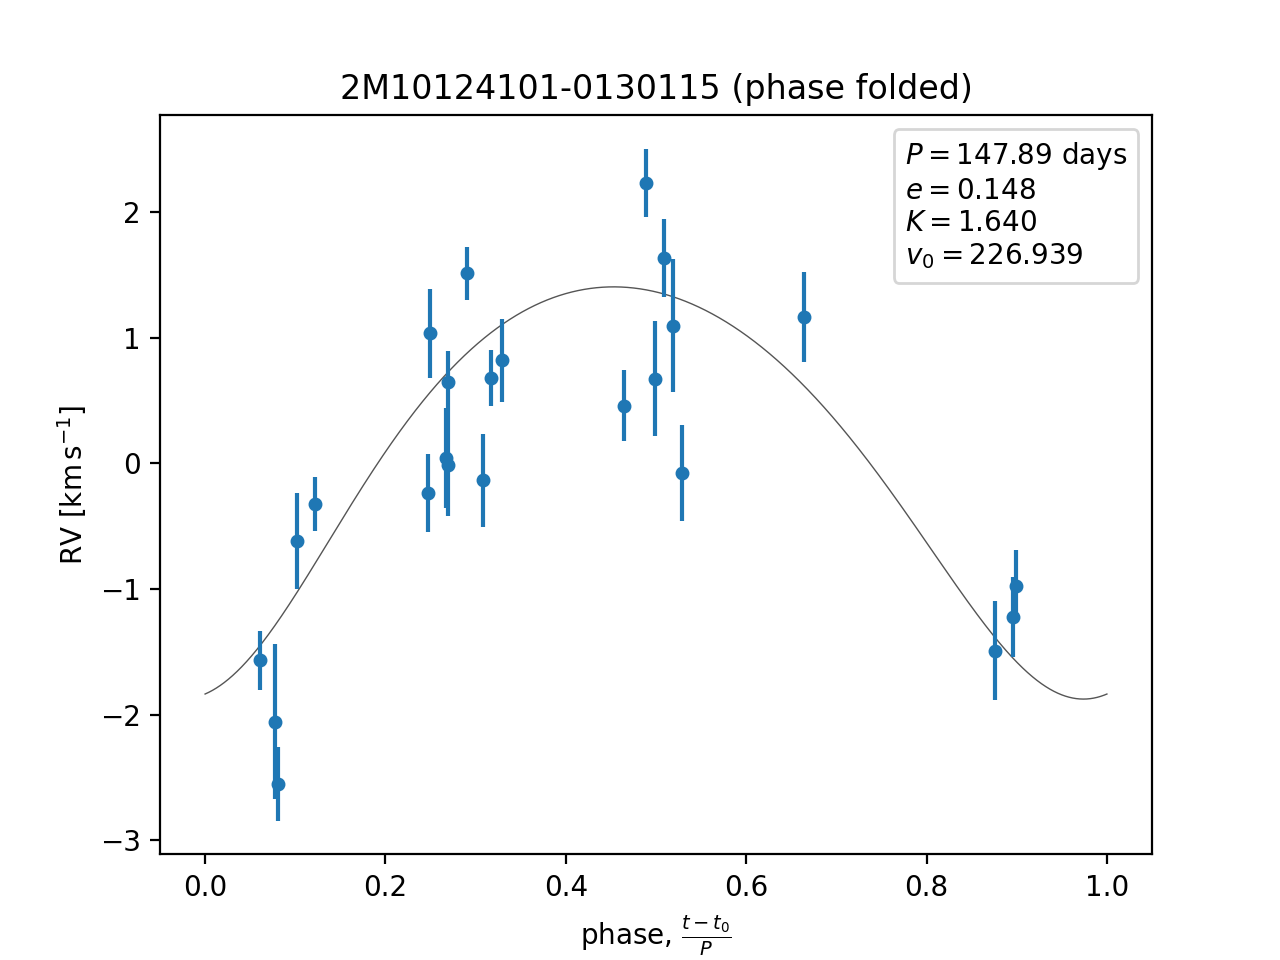 2M10124101-0130115 (phase folded)
P = 147.89 days
e = 0.148
K = 1.640
v₀ = 226.939
2
1
0
−1
−2
−3
RV [km s⁻¹]
0.0 0.2 0.4 0.6 0.8 1.0
phase, (t − t₀)/P